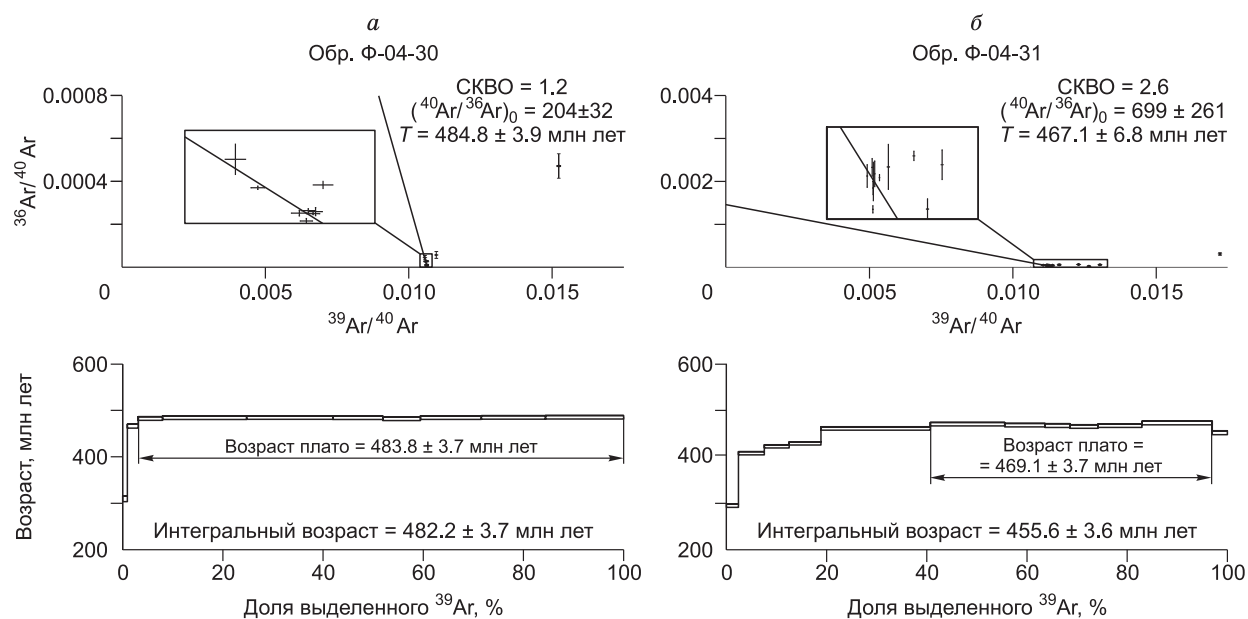 а
Обр. Ф-04-30
СКВО = 1.2
(⁴⁰Ar/³⁶Ar)₀ = 204±32
T = 484.8 ± 3.9 млн лет
0.0008
0.0004
³⁶Ar/⁴⁰Ar
0
0.005
0.010
0.015
³⁹Ar/⁴⁰Ar
б
Обр. Ф-04-31
СКВО = 2.6
(⁴⁰Ar/³⁶Ar)₀ = 699 ± 261
T = 467.1 ± 6.8 млн лет
0.004
0.002
0
0.005
0.010
0.015
³⁹Ar/⁴⁰Ar
600
400
200
Возраст, млн лет
Возраст плато = 483.8 ± 3.7 млн лет
Интегральный возраст = 482.2 ± 3.7 млн лет
0
20
40
60
80
100
Доля выделенного ³⁹Ar, %
600
400
200
Возраст плато =
= 469.1 ± 3.7 млн лет
Интегральный возраст = 455.6 ± 3.6 млн лет
0
20
40
60
80
100
Доля выделенного ³⁹Ar, %